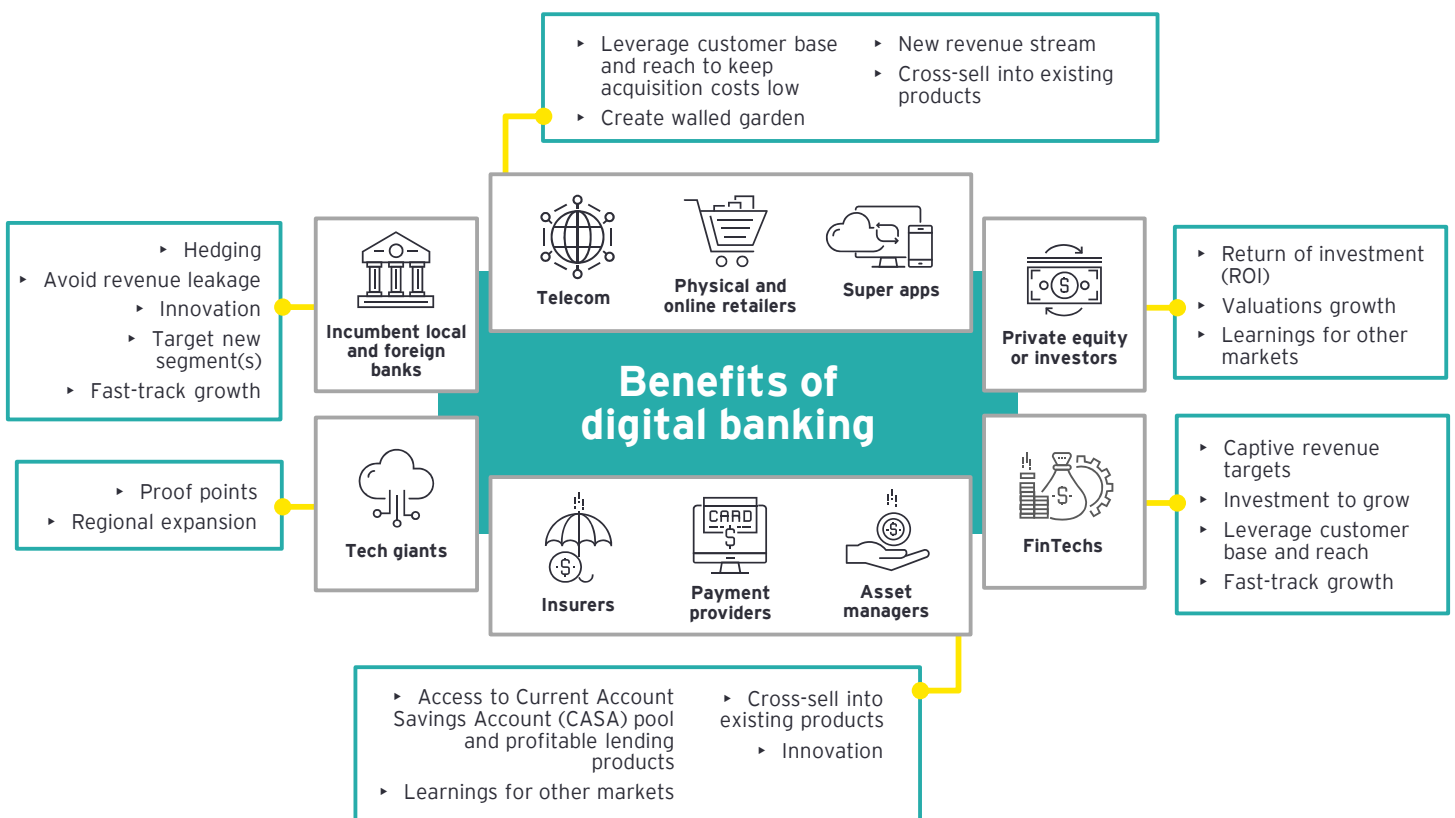 ‣ Leverage customer base
and reach to keep
acquisition costs low
‣ Create walled garden
‣ New revenue stream
‣ Cross-sell into existing
products
Telecom
Physical and
online retailers
Super apps
‣ Hedging
‣ Avoid revenue leakage
‣ Innovation
‣ Target new
segment(s)
‣ Fast-track growth
Incumbent local
and foreign
banks
Private equity
or investors
‣ Return of investment
(ROI)
‣ Valuations growth
‣ Learnings for other
markets
Benefits of
digital banking
‣ Proof points
‣ Regional expansion
Tech giants
Insurers
CARD
Payment
providers
Asset
managers
FinTechs
‣ Captive revenue
targets
‣ Investment to grow
‣ Leverage customer
base and reach
‣ Fast-track growth
‣ Access to Current Account
Savings Account (CASA) pool
and profitable lending
products
‣ Learnings for other markets
‣ Cross-sell into
existing products
‣ Innovation